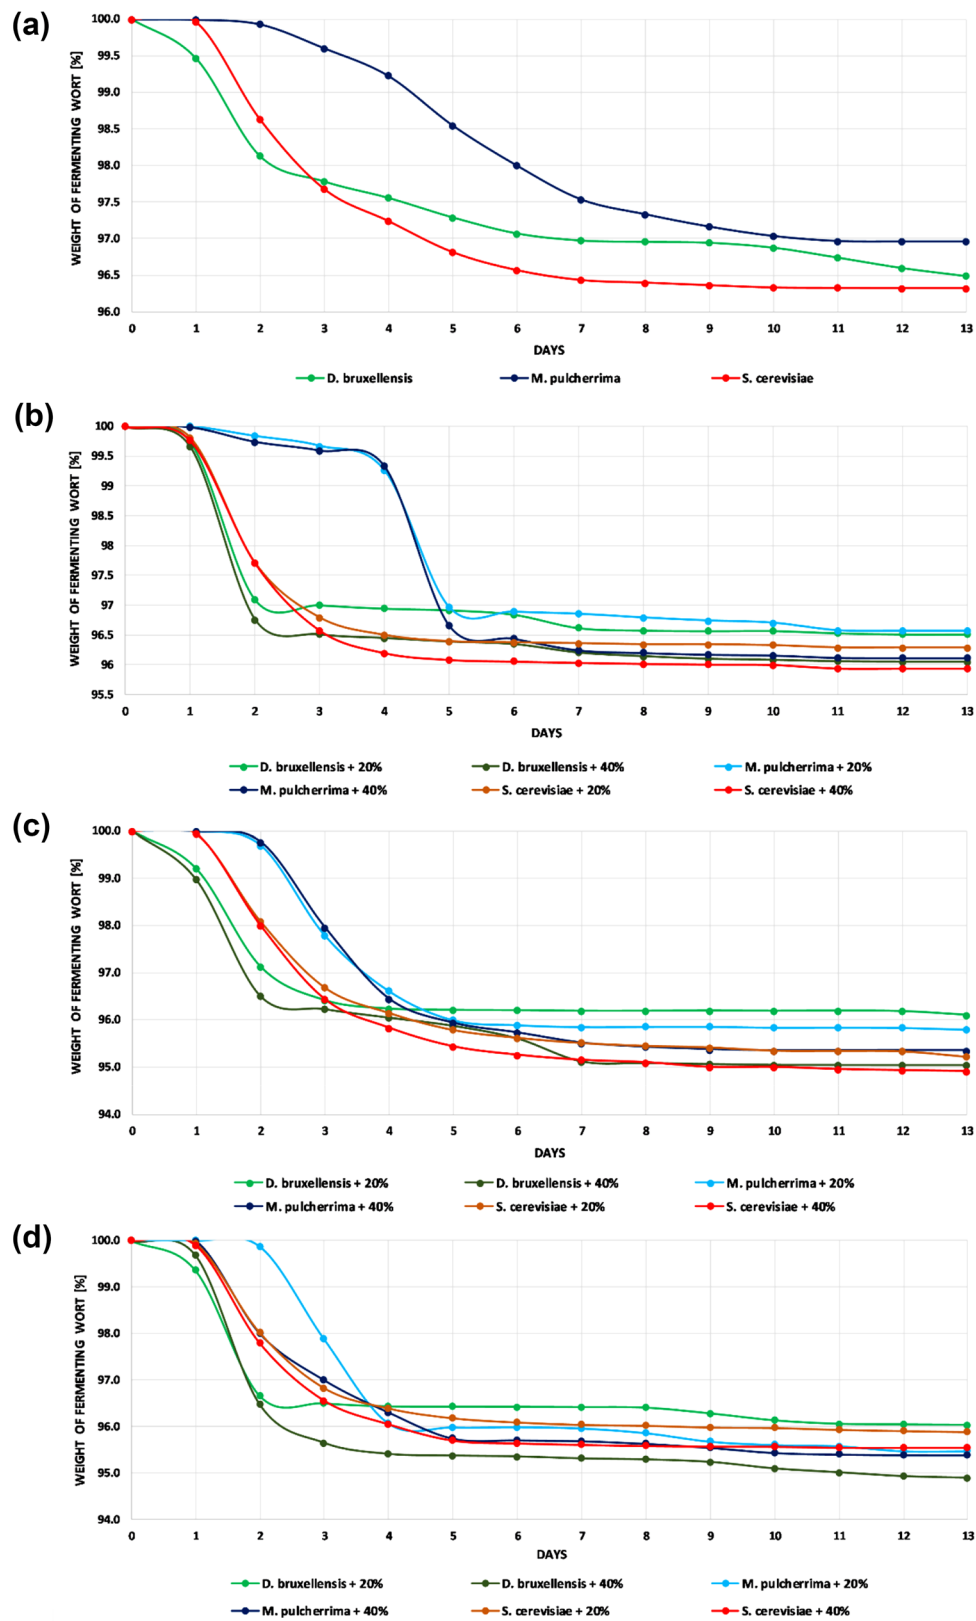 (a)
WEIGHT OF FERMENTING WORT [%]
100.0
99.5
99.0
98.5
98.0
97.5
97.0
96.5
96.0
0 1 2 3 4 5 6 7 8 9 10 11 12 13
DAYS
D. bruxellensis M. pulcherrima S. cerevisiae
(b)
WEIGHT OF FERMENTING WORT [%]
100
99.5
99
98.5
98
97.5
97
96.5
96
95.5
0 1 2 3 4 5 6 7 8 9 10 11 12 13
DAYS
D. bruxellensis + 20% D. bruxellensis + 40% M. pulcherrima + 20%
M. pulcherrima + 40% S. cerevisiae + 20% S. cerevisiae + 40%
(c)
WEIGHT OF FERMENTING WORT [%]
100.0
99.0
98.0
97.0
96.0
95.0
94.0
0 1 2 3 4 5 6 7 8 9 10 11 12 13
DAYS
D. bruxellensis + 20% D. bruxellensis + 40% M. pulcherrima + 20%
M. pulcherrima + 40% S. cerevisiae + 20% S. cerevisiae + 40%
(d)
WEIGHT OF FERMENTING WORT [%]
100.0
99.0
98.0
97.0
96.0
95.0
94.0
0 1 2 3 4 5 6 7 8 9 10 11 12 13
DAYS
D. bruxellensis + 20% D. bruxellensis + 40% M. pulcherrima + 20%
M. pulcherrima + 40% S. cerevisiae + 20% S. cerevisiae + 40%